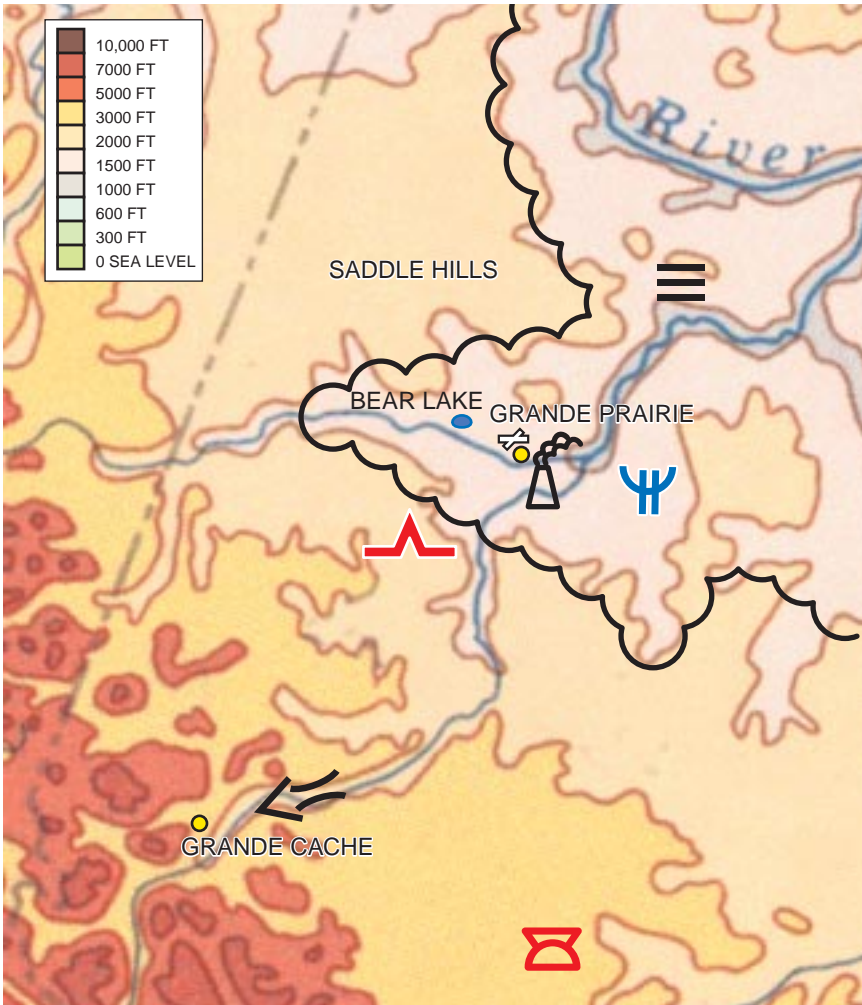 10,000 FT
7000 FT
5000 FT
3000 FT
2000 FT
1500 FT
1000 FT
600 FT
300 FT
0 SEA LEVEL
River
SADDLE HILLS
BEAR LAKE
GRANDE PRAIRIE
GRANDE CACHE